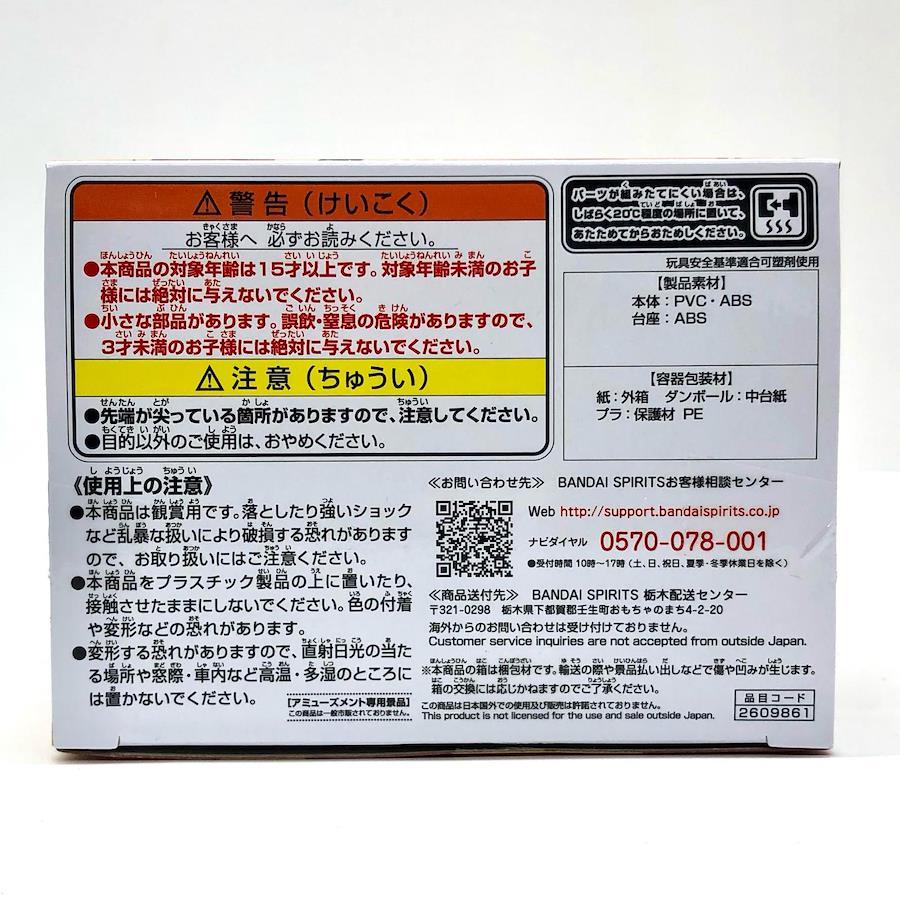 ⚠ 警告（けいこく）
お客様へ 必ずお読みください。
●本商品の対象年齢は15才以上です。対象年齢未満のお子
様には絶対に与えないでください。
●小さな部品があります。誤飲・窒息の危険がありますので、
3才未満のお子様には絶対に与えないでください。
⚠ 注意（ちゅうい）
●先端が尖っている箇所がありますので、注意してください。
●目的以外のご使用は、おやめください。
パーツが組みたてにくい場合は、
しばらく20℃程度の場所に置いて、
あたためてからおためしください。
玩具安全基準適合可塑剤使用
【製品素材】
本体：PVC・ABS
台座：ABS
【容器包装材】
紙：外箱 ダンボール：中台紙
プラ：保護材 PE
《使用上の注意》
●本商品は観賞用です。落としたり強いショック
など乱暴な扱いにより破損する恐れがあります
ので、お取り扱いにはご注意ください。
●本商品をプラスチック製品の上に置いたり、
接触させたままにしないでください。色の付着
や変形などの恐れがあります。
●変形する恐れがありますので、直射日光の当た
る場所や窓際・車内など高温・多湿のところに
は置かないでください。
【アミューズメント専用景品】
この商品は一般市販されておりません。
≪お問い合わせ先≫ BANDAI SPIRITSお客様相談センター
Web http://support.bandaispirits.co.jp
ナビダイヤル 0570-078-001
●受付時間 10時〜17時（土、日、祝日、夏季・冬季休業日を除く）
≪商品送付先≫ BANDAI SPIRITS 栃木配送センター
〒321-0298 栃木県下都賀郡壬生町おもちゃのまち4-2-20
海外からのお問い合わせは受け付けておりません。
Customer service inquiries are not accepted from outside Japan.
※本商品の箱は梱包材です。輸送の際や景品払い出しなどで傷や凹みが生じます。
箱の交換には応じかねますのでご了承ください。
この商品は日本国外での使用及び販売は許諾されておりません。
This product is not licensed for the use and sale outside Japan.
品目コード
2609861